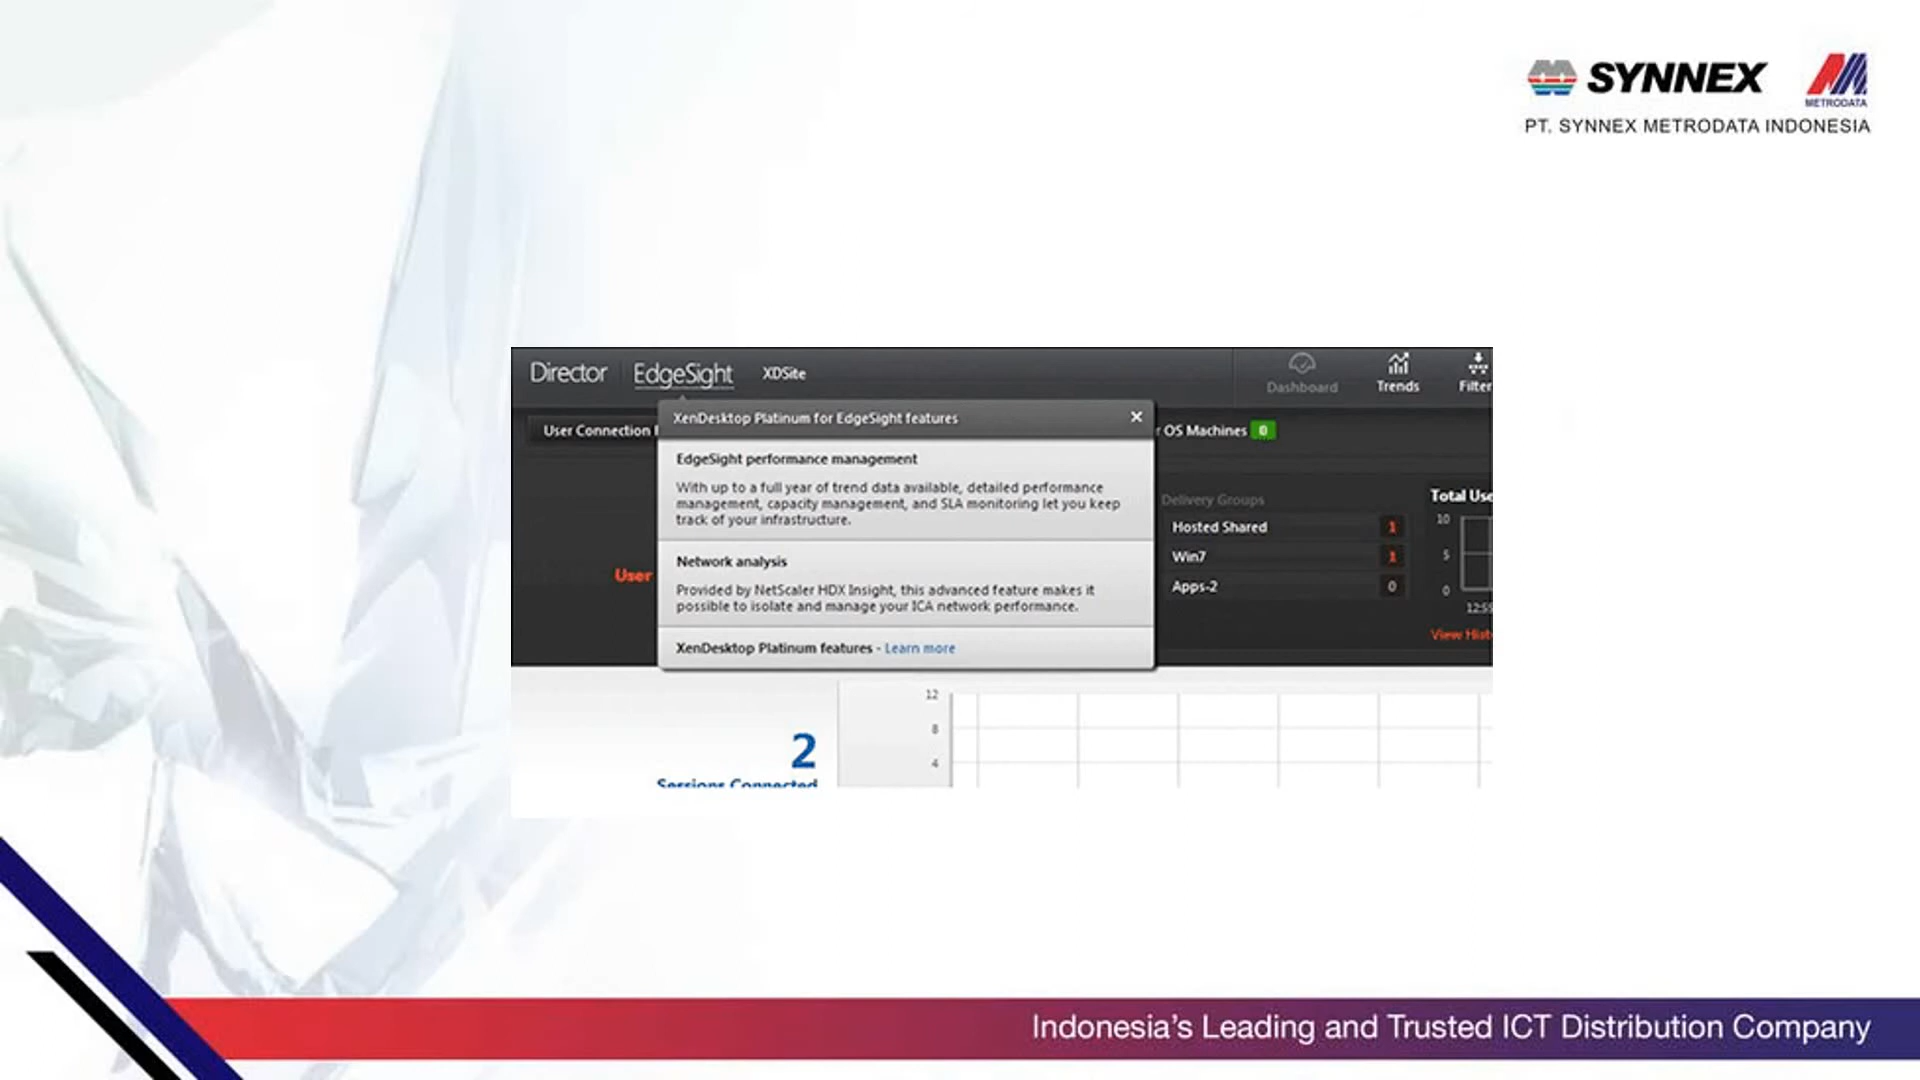 SYNNEX
METRODATA
PT. SYNNEX METRODATA INDONESIA
Director EdgeSight XDSite
Dashboard Trends Filter
XenDesktop Platinum for EdgeSight features
User Connection
OS Machines 0
EdgeSight performance management
With up to a full year of trend data available, detailed performance
management, capacity management, and SLA monitoring let you keep
track of your infrastructure.
Network analysis
Provided by NetScaler HDX Insight, this advanced feature makes it
possible to isolate and manage your ICA network performance.
XenDesktop Platinum features - Learn more
User
Delivery Groups
Hosted Shared 1
Win7 1
Apps-2 0
Total Use
10
5
0
12:55
View Hist
2
Sessions Connected
12
8
4
Indonesia's Leading and Trusted ICT Distribution Company